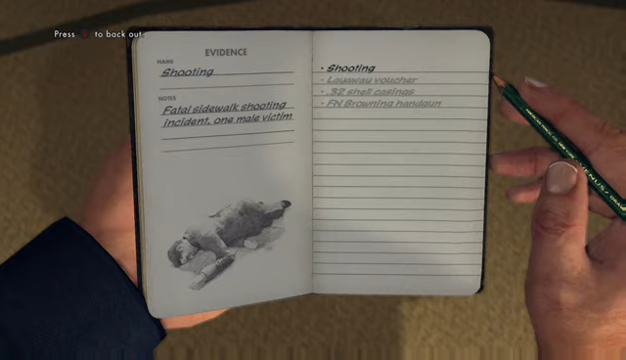 Press to back out
EVIDENCE
NAME
Shooting
NOTES
Fatal sidewalk shooting
incident, one male victim
• Shooting
• voucher
• .32 shell casings
• FN Browning handgun
VENUS